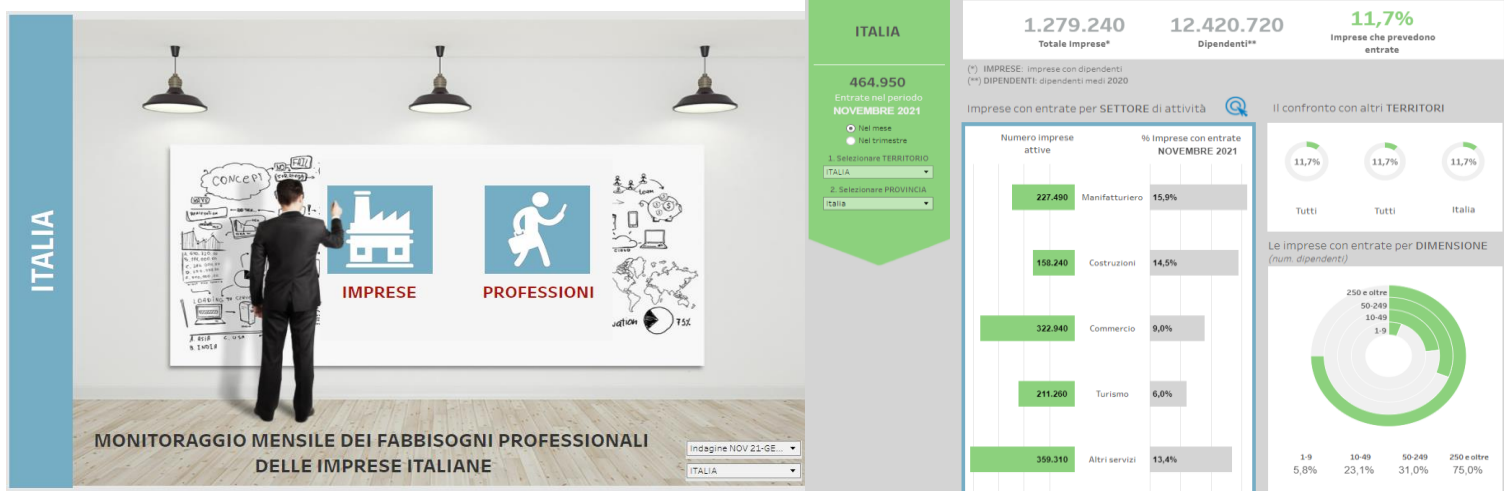 ITALIA
CONCEPT
IMPRESE
PROFESSIONI
75%
MONITORAGGIO MENSILE DEI FABBISOGNI PROFESSIONALI
DELLE IMPRESE ITALIANE
Indagine NOV 21-GE...
ITALIA
ITALIA
464.950
Entrate nel periodo
NOVEMBRE 2021
Nel mese
Nel trimestre
1. Selezionare TERRITORIO
ITALIA
2. Selezionare PROVINCIA
Italia
1.279.240
Totale Imprese*
12.420.720
Dipendenti**
11,7%
Imprese che prevedono
entrate
(*) IMPRESE: imprese con dipendenti
(**) DIPENDENTI: dipendenti medi 2020
Imprese con entrate per SETTORE di attività
Numero imprese
attive
% Imprese con entrate
NOVEMBRE 2021
227.490 Manifatturiero 15,9%
158.240 Costruzioni 14,5%
322.940 Commercio 9,0%
211.260 Turismo 6,0%
359.310 Altri servizi 13,4%
Il confronto con altri TERRITORI
11,7% 11,7% 11,7%
Tutti Tutti Italia
Le imprese con entrate per DIMENSIONE
(num. dipendenti)
250 e oltre
50-249
10-49
1-9
1-9 10-49 50-249 250 e oltre
5,8% 23,1% 31,0% 75,0%